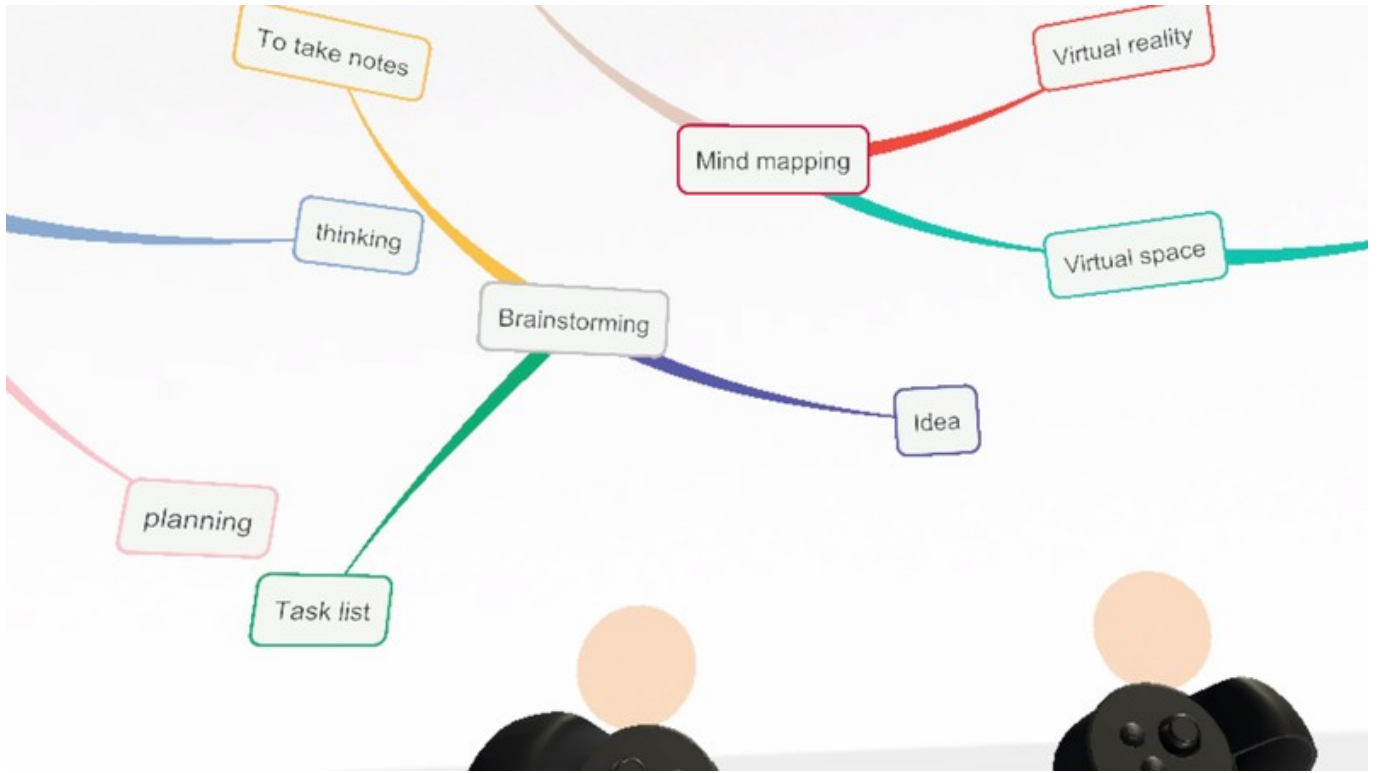 To take notes
Virtual reality
Mind mapping
thinking
Virtual space
Brainstorming
Idea
planning
Task list